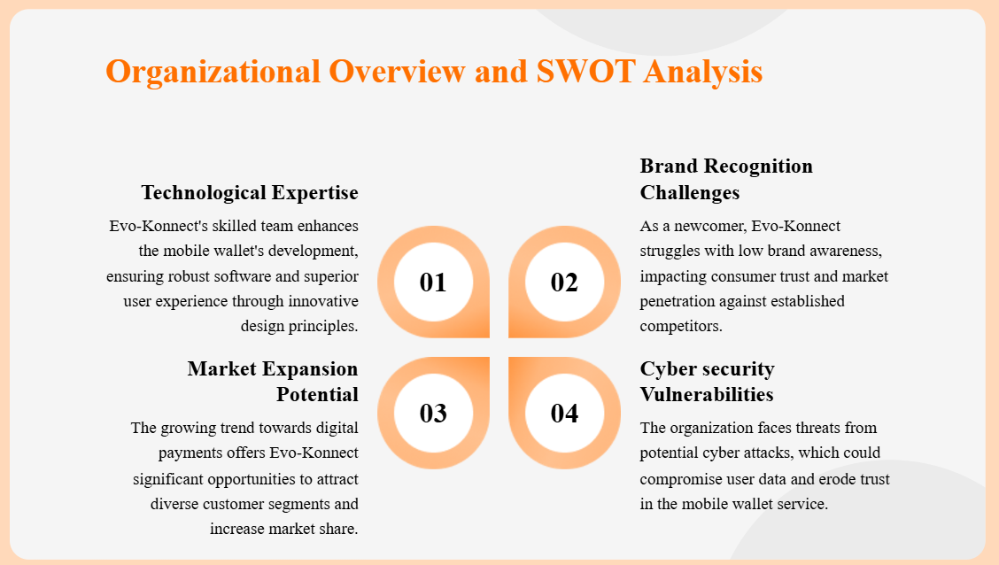 Organizational Overview and SWOT Analysis
Technological Expertise
Evo-Konnect's skilled team enhances
the mobile wallet's development,
ensuring robust software and superior
user experience through innovative
design principles.
01
02
Brand Recognition
Challenges
As a newcomer, Evo-Konnect
struggles with low brand awareness,
impacting consumer trust and market
penetration against established
competitors.
Market Expansion
Potential
The growing trend towards digital
payments offers Evo-Konnect
significant opportunities to attract
diverse customer segments and
increase market share.
03
04
Cyber security
Vulnerabilities
The organization faces threats from
potential cyber attacks, which could
compromise user data and erode trust
in the mobile wallet service.